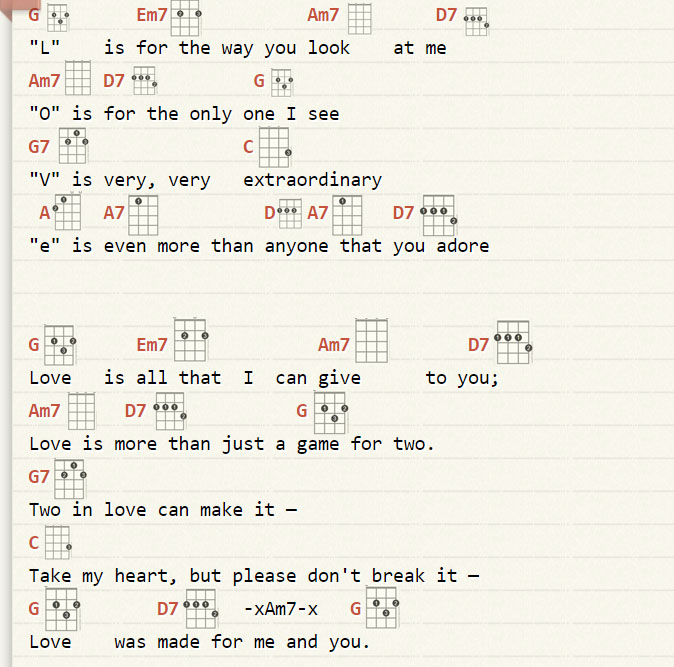 G Em7 Am7 D7
"L" is for the way you look at me
Am7 D7 G
"O" is for the only one I see
G7 C
"V" is very, very extraordinary
A A7 D A7 D7
"e" is even more than anyone that you adore
G Em7 Am7 D7
Love is all that I can give to you;
Am7 D7 G
Love is more than just a game for two.
G7
Two in love can make it –
C
Take my heart, but please don't break it –
G D7 -xAm7-x G
Love was made for me and you.